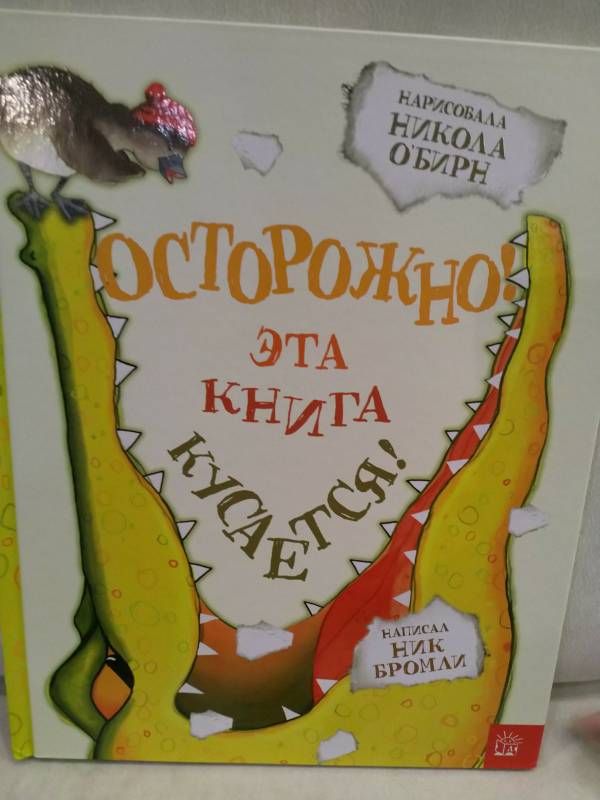 НАРИСОВАЛА
НИКОЛА
О'БИРН
ОСТОРОЖНО!
ЭТА
КНИГА
КУСАЕТСЯ!
НАПИСАЛ
НИК
БРОМЛИ